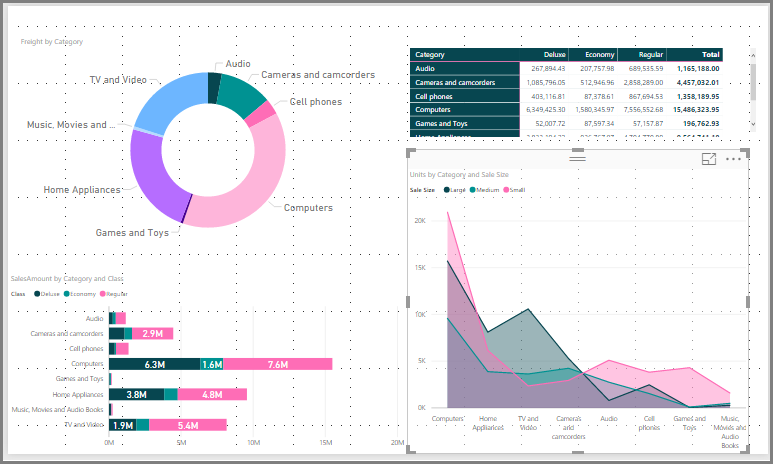 Freight by Category
Audio
Cameras and camcorders
Cell phones
Computers
Games and Toys
Home Appliances
Music, Movies and ...
TV and Video
Category Deluxe Economy Regular Total
Audio 267,894.43 207,757.98 689,535.59 1,165,188.00
Cameras and camcorders 1,085,796.05 512,946.96 2,858,289.00 4,457,032.01
Cell phones 403,116.81 87,378.61 867,694.53 1,358,189.95
Computers 6,349,425.30 1,580,345.97 7,556,552.68 15,486,323.95
Games and Toys 52,007.72 87,597.34 57,157.87 196,762.93
Home Appliances
SalesAmount by Category and Class
Class Deluxe Economy Regular
Audio
Cameras and camcorders 2.9M
Cell phones
Computers 6.3M 1.6M 7.6M
Games and Toys
Home Appliances 3.8M 4.8M
Music, Movies and Audio Books
TV and Video 1.9M 5.4M
0M 5M 10M 15M 20M
Units by Category and Sale Size
Sale Size Large Medium Small
20K
15K
10K
5K
0K
Computers
Home
Appliances
TV and
Video
Cameras
and
camcorders
Audio
Cell
phones
Games and
Toys
Music,
Movies and
Audio
Books